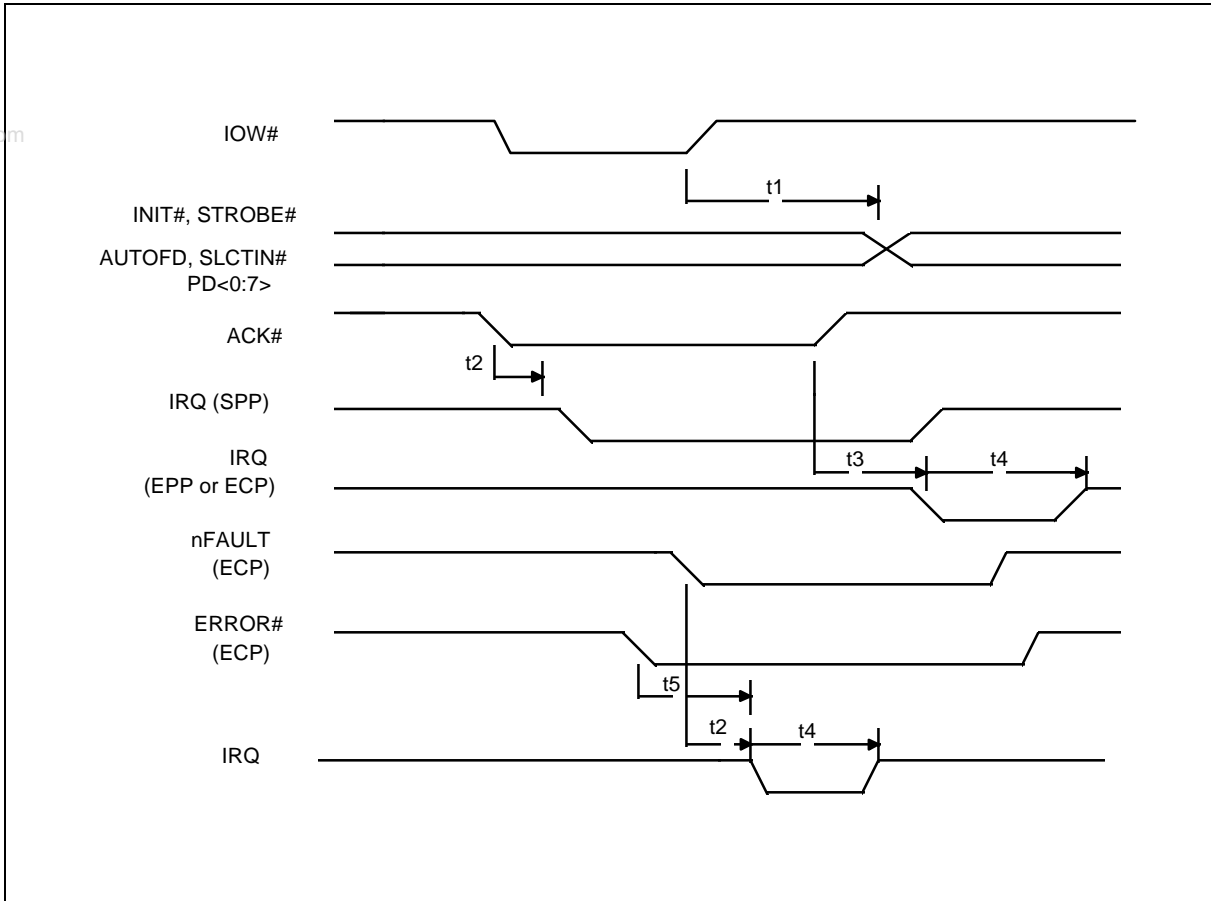 om
IOW#
t1
INIT#, STROBE#
AUTOFD, SLCTIN#
PD<0:7>
ACK#
t2
IRQ (SPP)
IRQ
(EPP or ECP)
t3
t4
nFAULT
(ECP)
ERROR#
(ECP)
t5
t2
t4
IRQ